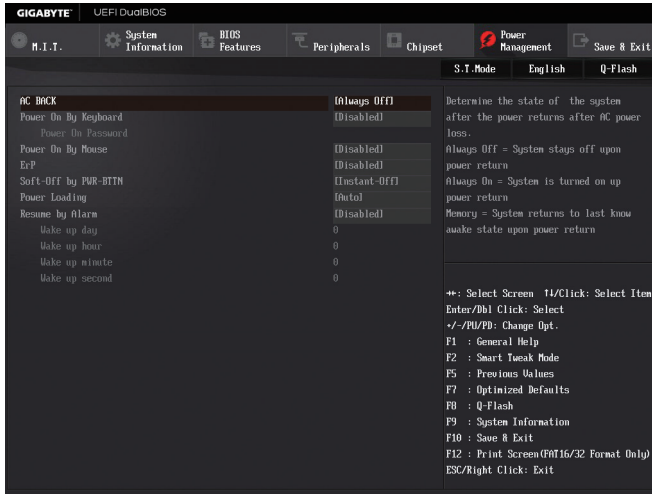 GIGABYTE™ UEFI DualBIOS
M.I.T.
System Information
BIOS Features
Peripherals
Chipset
Power Management
Save & Exit
S.T.Mode English Q-Flash
AC BACK [Always Off]
Power On By Keyboard [Disabled]
Power On Password
Power On By Mouse [Disabled]
ErP [Disabled]
Soft-Off by PWR-BTTN [Instant-Off]
Power Loading [Auto]
Resume by Alarm [Disabled]
Wake up day 0
Wake up hour 0
Wake up minute 0
Wake up second 0
Determine the state of the system
after the power returns after AC power
loss.
Always Off = System stays off upon
power return
Always On = System is turned on up
power return
Memory = System returns to last know
awake state upon power return
→←: Select Screen ↑↓/Click: Select Item
Enter/Dbl Click: Select
+/-/PU/PD: Change Opt.
F1 : General Help
F2 : Smart Tweak Mode
F5 : Previous Values
F7 : Optimized Defaults
F8 : Q-Flash
F9 : System Information
F10 : Save & Exit
F12 : Print Screen(FAT16/32 Format Only)
ESC/Right Click: Exit